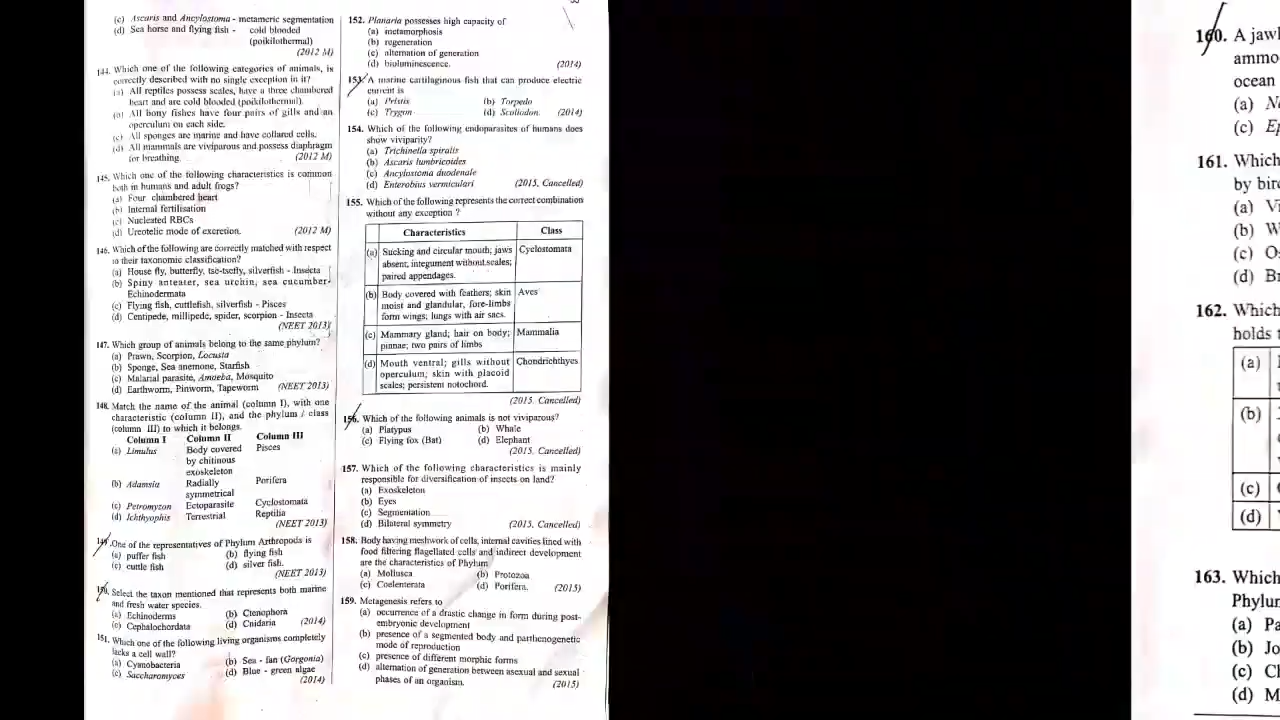 (c) Ascaris and Ancylostoma - metameric segmentation
(d) Sea horse and flying fish - cold blooded
(poikilothermal)
(2012 M)
144. Which one of the following categories of animals, is
correctly described with no single exception in it?
(a) All reptiles possess scales, have a three chambered
heart and are cold blooded (poikilothermal).
(b) All bony fishes have four pairs of gills and an
operculum on each side.
(c) All sponges are marine and have collared cells.
(d) All mammals are viviparous and possess diaphragm
for breathing. (2012 M)
145. Which one of the following characteristics is common
both in humans and adult frogs?
(a) Four chambered heart
(b) Internal fertilisation
(c) Nucleated RBCs
(d) Ureotelic mode of excretion. (2012 M)
146. Which of the following are correctly matched with respect
to their taxonomic classification?
(a) House fly, butterfly, tse-tsefly, silverfish - Insecta
(b) Spiny anteater, sea urchin, sea cucumber-
Echinodermata
(c) Flying fish, cuttlefish, silverfish - Pisces
(d) Centipede, millipede, spider, scorpion - Insecta
(NEET 2013)
147. Which group of animals belong to the same phylum?
(a) Prawn, Scorpion, Locusta
(b) Sponge, Sea anemone, Starfish
(c) Malarial parasite, Amoeba, Mosquito
(d) Earthworm, Pinworm, Tapeworm (NEET 2013)
148. Match the name of the animal (column I), with one
characteristic (column II), and the phylum / class
(column III) to which it belongs.
Column I Column II Column III
(a) Limulus Body covered Pisces
by chitinous
exoskeleton
(b) Adamsia Radially Porifera
symmetrical
(c) Petromyzon Ectoparasite Cyclostomata
(d) Ichthyophis Terrestrial Reptilia
(NEET 2013)
149. One of the representatives of Phylum Arthropods is
(a) puffer fish (b) flying fish
(c) cuttle fish (d) silver fish.
(NEET 2013)
150. Select the taxon mentioned that represents both marine
and fresh water species.
(a) Echinoderms (b) Ctenophora
(c) Cephalochordata (d) Cnidaria (2014)
151. Which one of the following living organisms completely
lacks a cell wall?
(a) Cyanobacteria (b) Sea - fan (Gorgonia)
(c) Saccharomyces (d) Blue - green algae
(2014)
152. Planaria possesses high capacity of
(a) metamorphosis
(b) regeneration
(c) alternation of generation
(d) bioluminescence. (2014)
153. A marine cartilaginous fish that can produce electric
current is
(a) Pristis (b) Torpedo
(c) Trygon (d) Scoliodon. (2014)
154. Which of the following endoparasites of humans does
show viviparity?
(a) Trichinella spiralis
(b) Ascaris lumbricoides
(c) Ancylostoma duodenale
(d) Enterobius vermiculari (2015, Cancelled)
155. Which of the following represents the correct combination
without any exception ?
Characteristics Class
(a) Sucking and circular mouth; jaws Cyclostomata
absent, integument without scales;
paired appendages.
(b) Body covered with feathers; skin Aves
moist and glandular, fore-limbs
form wings; lungs with air sacs.
(c) Mammary gland; hair on body; Mammalia
pinnae; two pairs of limbs
(d) Mouth ventral; gills without Chondrichthyes
operculum; skin with placoid
scales; persistent notochord.
(2015, Cancelled)
156. Which of the following animals is not viviparous?
(a) Platypus (b) Whale
(c) Flying fox (Bat) (d) Elephant
(2015, Cancelled)
157. Which of the following characteristics is mainly
responsible for diversification of insects on land?
(a) Exoskeleton
(b) Eyes
(c) Segmentation
(d) Bilateral symmetry (2015, Cancelled)
158. Body having meshwork of cells, internal cavities lined with
food filtering flagellated cells and indirect development
are the characteristics of Phylum
(a) Mollusca (b) Protozoa
(c) Coelenterata (d) Porifera. (2015)
159. Metagenesis refers to
(a) occurrence of a drastic change in form during post-
embryonic development
(b) presence of a segmented body and parthenogenetic
mode of reproduction
(c) presence of different morphic forms
(d) alternation of generation between asexual and sexual
phases of an organism. (2015)
160. A jawl
ammo
ocean
(a)
(c)
161. Which
by bir
(a) Vi
(b) W
(c) O
(d) B
162. Which
holds
(a)
(b)
(c)
(d)
163. Which
Phylun
(a) Pa
(b) Jo
(c) Cl
(d) M